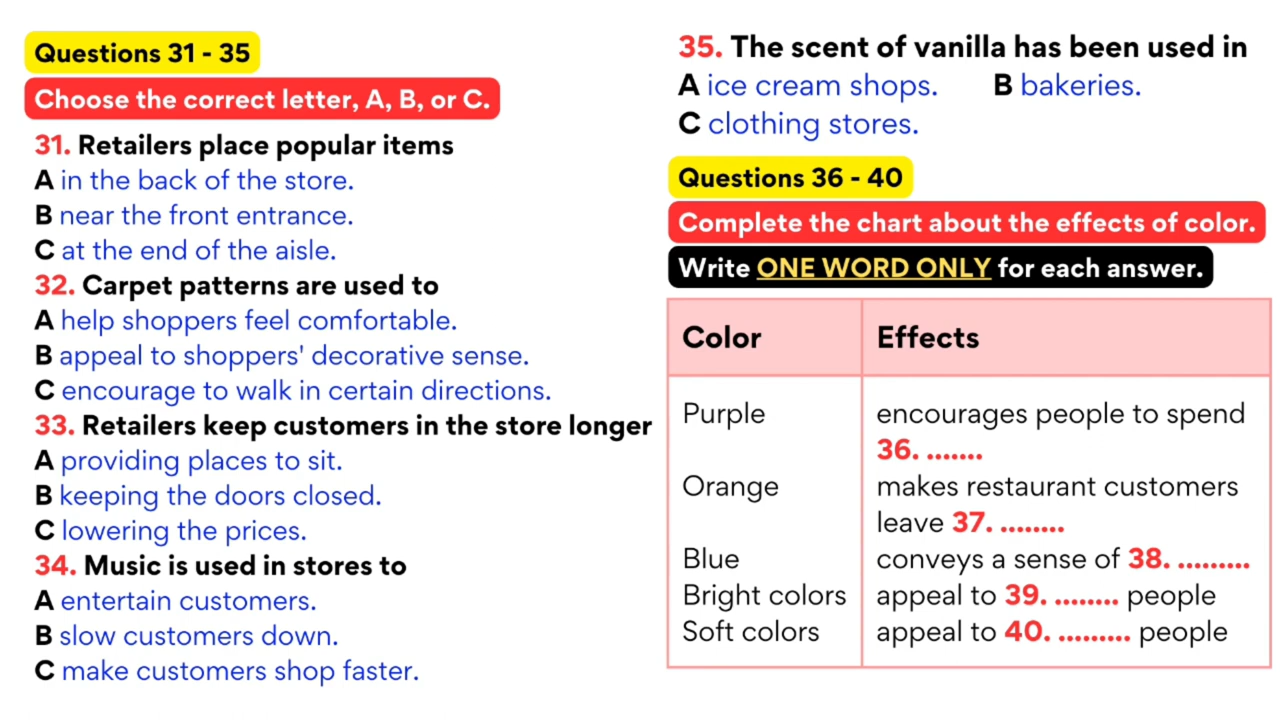 Questions 31 - 35
Choose the correct letter, A, B, or C.
31. Retailers place popular items
A in the back of the store.
B near the front entrance.
C at the end of the aisle.
32. Carpet patterns are used to
A help shoppers feel comfortable.
B appeal to shoppers' decorative sense.
C encourage to walk in certain directions.
33. Retailers keep customers in the store longer
A providing places to sit.
B keeping the doors closed.
C lowering the prices.
34. Music is used in stores to
A entertain customers.
B slow customers down.
C make customers shop faster.
35. The scent of vanilla has been used in
A ice cream shops. B bakeries.
C clothing stores.
Questions 36 - 40
Complete the chart about the effects of color.
Write ONE WORD ONLY for each answer.
Color Effects
Purple encourages people to spend
36. .......
Orange makes restaurant customers
leave 37. ........
Blue conveys a sense of 38. .........
Bright colors appeal to 39. ........ people
Soft colors appeal to 40. ......... people